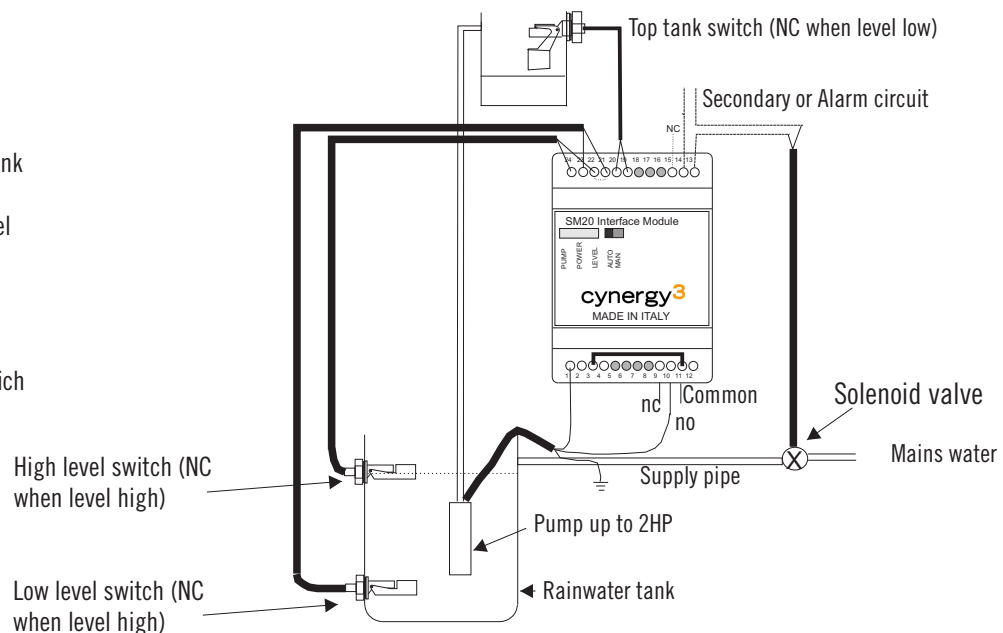 Top tank switch (NC when level low)
Secondary or Alarm circuit
NC
24 23 22 21 20 19 18 17 16 15 14 13
nk
el
SM20 Interface Module
PUMP
POWER
LEVEL
AUTO
MAN
cynergy3
MADE IN ITALY
ich
1 2 3 4 5 6 7 8 9 10 11 12
nc
Common
no
Solenoid valve
X
Mains water
High level switch (NC
when level high)
Supply pipe
Pump up to 2HP
Low level switch (NC
when level high)
Rainwater tank